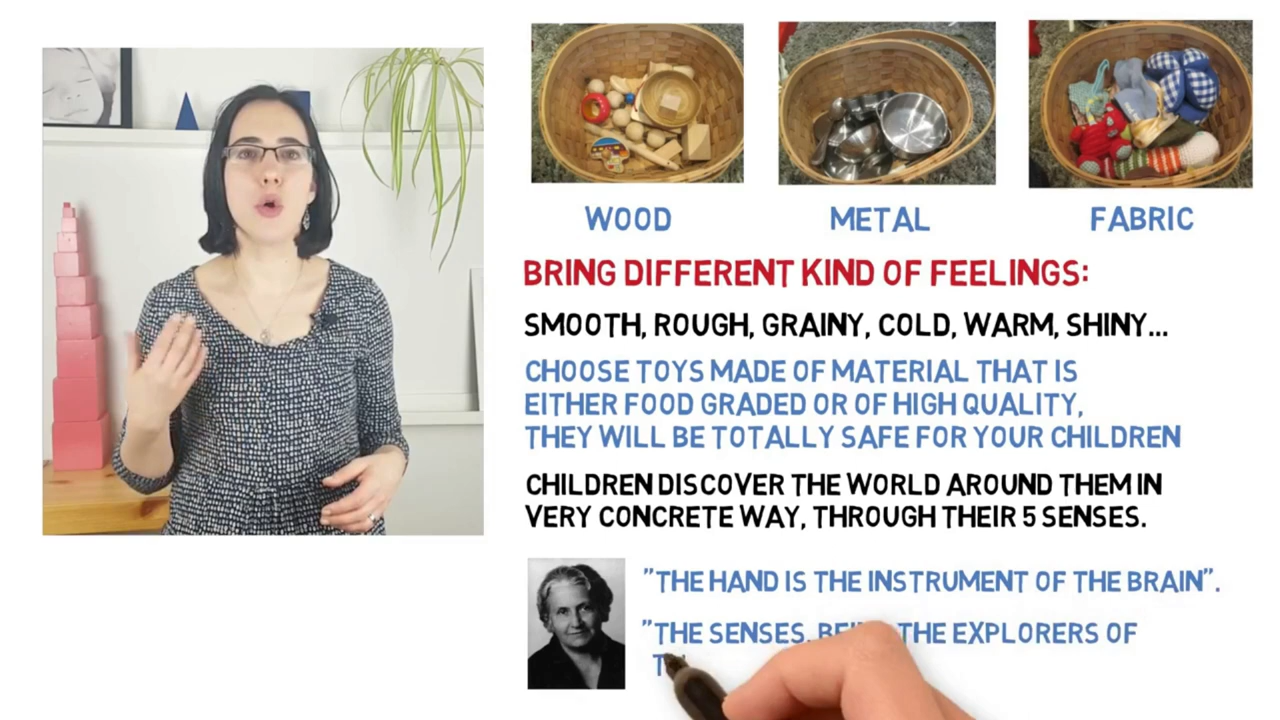 WOOD
METAL
FABRIC
BRING DIFFERENT KIND OF FEELINGS:
SMOOTH, ROUGH, GRAINY, COLD, WARM, SHINY...
CHOOSE TOYS MADE OF MATERIAL THAT IS
EITHER FOOD GRADED OR OF HIGH QUALITY,
THEY WILL BE TOTALLY SAFE FOR YOUR CHILDREN
CHILDREN DISCOVER THE WORLD AROUND THEM IN
VERY CONCRETE WAY, THROUGH THEIR 5 SENSES.
"THE HAND IS THE INSTRUMENT OF THE BRAIN".
"THE SENSES, BEING THE EXPLORERS OF